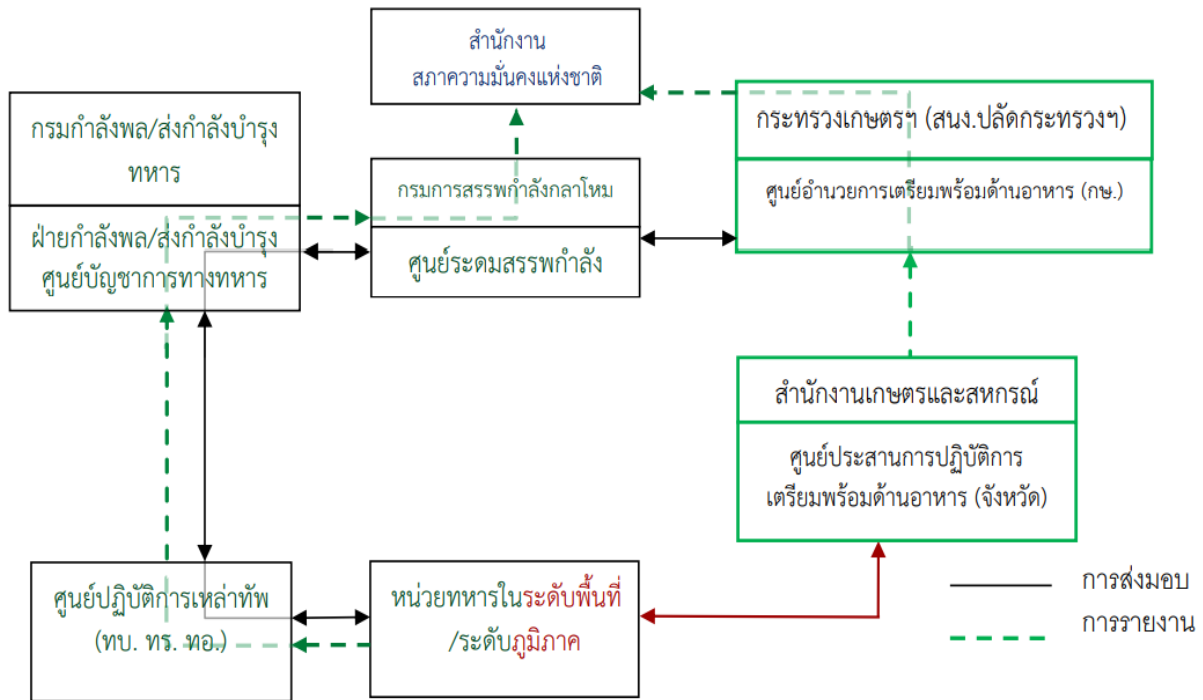 สำนักงาน
สภาความมั่นคงแห่งชาติ
กรมกำลังพล/ส่งกำลังบำรุง
ทหาร
ฝ่ายกำลังพล/ส่งกำลังบำรุง
ศูนย์บัญชาการทางทหาร
กรมการสรรพกำลังกลาโหม
ศูนย์ระดมสรรพกำลัง
กระทรวงเกษตรฯ (สนง.ปลัดกระทรวงฯ)
ศูนย์อำนวยการเตรียมพร้อมด้านอาหาร (กษ.)
สำนักงานเกษตรและสหกรณ์
ศูนย์ประสานการปฏิบัติการ
เตรียมพร้อมด้านอาหาร (จังหวัด)
ศูนย์ปฏิบัติการเหล่าทัพ
(ทบ. ทร. ทอ.)
หน่วยทหารในระดับพื้นที่
/ระดับภูมิภาค
การส่งมอบ
การรายงาน